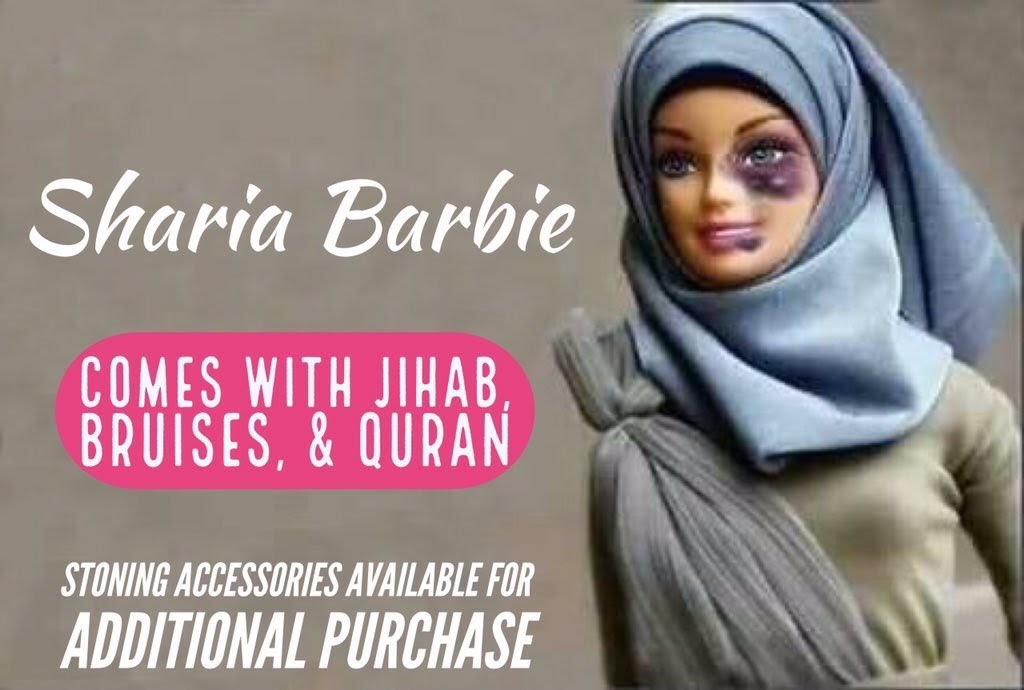 Sharia Barbie
COMES WITH JIHAB,
BRUISES, & QURAN
STONING ACCESSORIES AVAILABLE FOR
ADDITIONAL PURCHASE